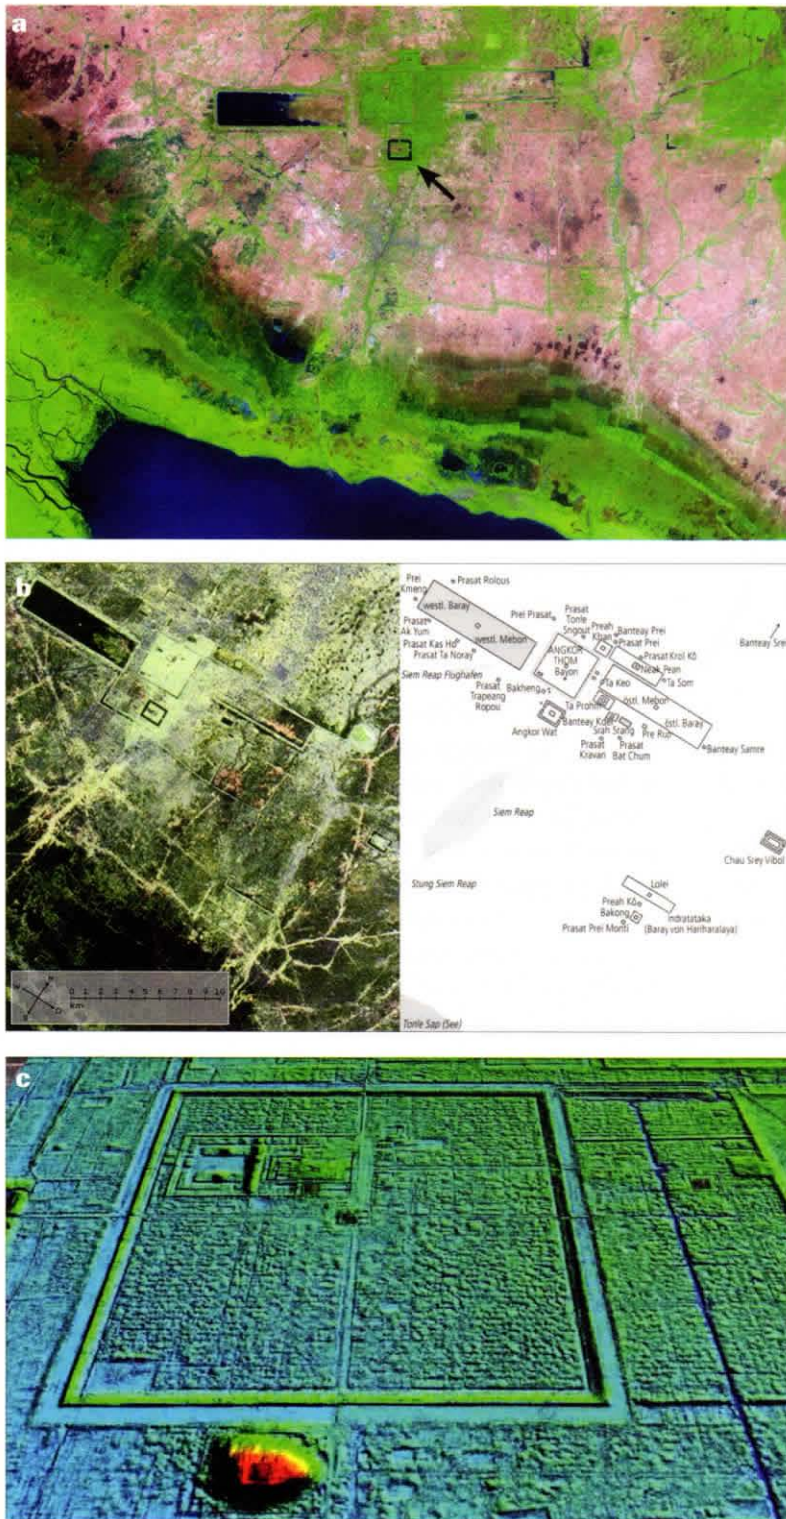 a
b
Prei
Kmeng
Prasat Rolous
westl. Baray
westl. Mebon
Prasat
Ak Yum
Prasat Kas Ho
Prasat Ta Noray
Siem Reap Flughafen
Prasat
Trapeang
Ropou
Prei Prasat
Prasat
Tonle
Sngout
Preah
Khan
Banteay Prei
Prasat Prei
Prasat Krol Kô
Neak Pean
Ta Som
ANGKOR
THOM
Bayon
Ta Keo
Bakheng
Ta Prohm
östl. Mebon
östl. Baray
Angkor Wat
Banteay Kdei
Srah Srang
Pre Rup
Prasat
Kravan
Prasat
Bat Chum
Banteay Samre
Siem Reap
Chau Srey Vibol
Stung Siem Reap
Lolei
Preah Kô
Bakong
Indratataka
(Baray von Hariharalaya)
Prasat Prei Monti
Tonle Sap (See)
0 1 2 3 4 5 6 7 8 9 10
km
c